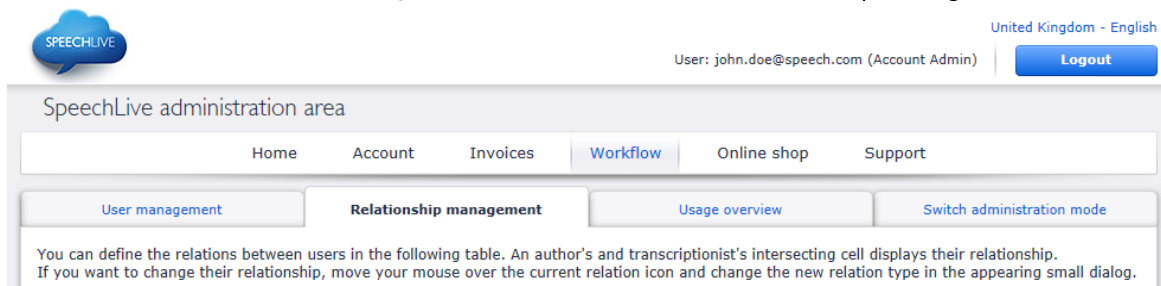 United Kingdom - English
SPEECHLIVE
User: john.doe@speech.com (Account Admin) Logout
SpeechLive administration area
Home Account Invoices Workflow Online shop Support
User management Relationship management Usage overview Switch administration mode
You can define the relations between users in the following table. An author's and transcriptionist's intersecting cell displays their relationship.
If you want to change their relationship, move your mouse over the current relation icon and change the new relation type in the appearing small dialog.